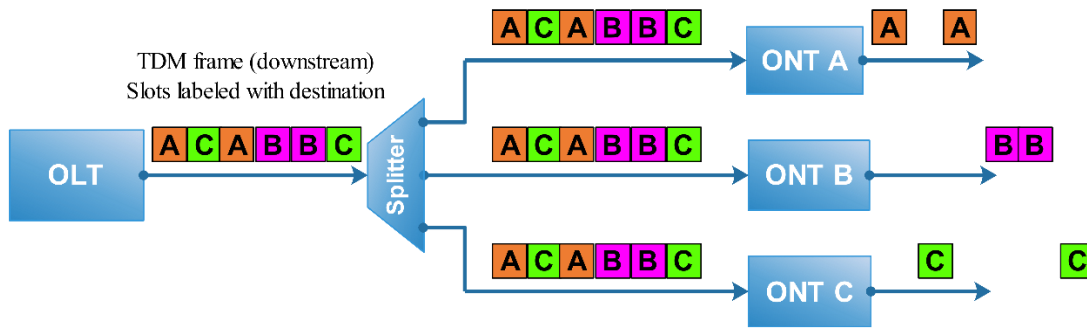 A C A B B C
ONT A
A A
TDM frame (downstream)
Slots labeled with destination
OLT
A C A B B C
Splitter
A C A B B C
ONT B
B B
A C A B B C
ONT C
C C